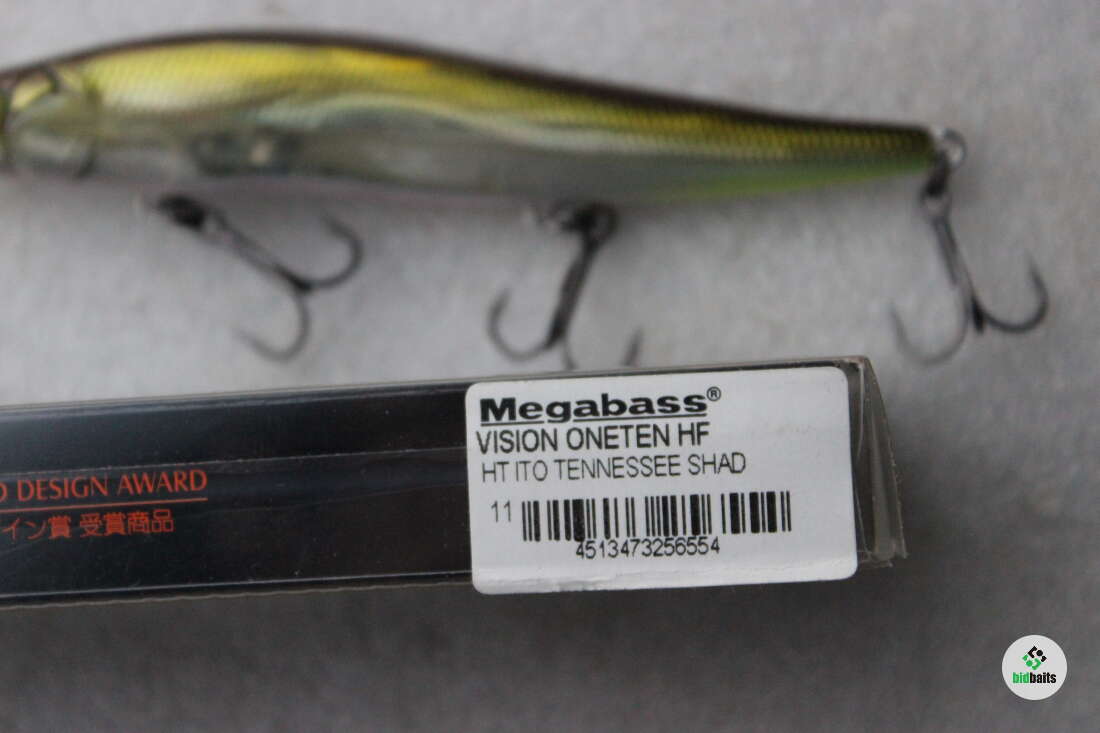 Megabass®
VISION ONETEN HF
HT ITO TENNESSEE SHAD
11
4513473256554
D DESIGN AWARD
イン賞 受賞商品
bidbaits